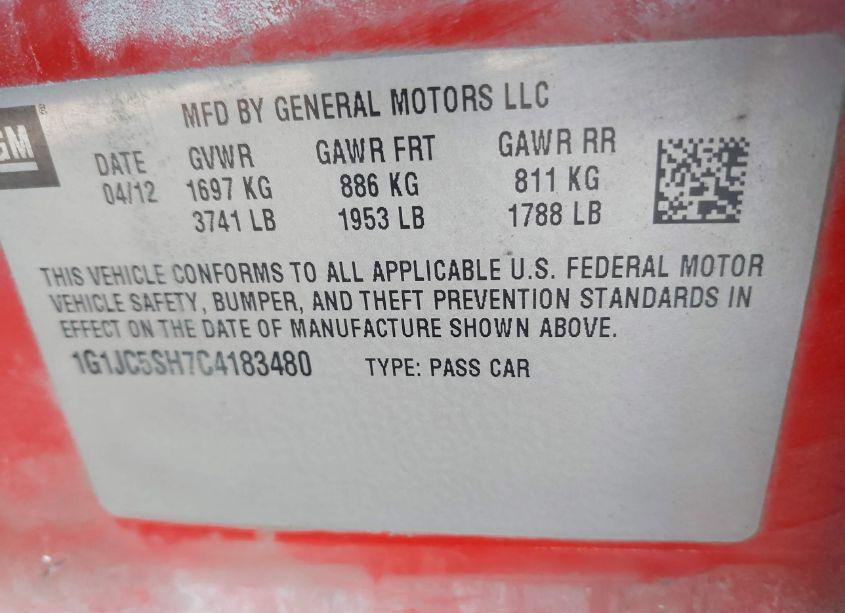 MFD BY GENERAL MOTORS LLC
GM
DATE GVWR GAWR FRT GAWR RR
04/12 1697 KG 886 KG 811 KG
3741 LB 1953 LB 1788 LB
THIS VEHICLE CONFORMS TO ALL APPLICABLE U.S. FEDERAL MOTOR
VEHICLE SAFETY, BUMPER, AND THEFT PREVENTION STANDARDS IN
EFFECT ON THE DATE OF MANUFACTURE SHOWN ABOVE.
1G1JC5SH7C4183480 TYPE: PASS CAR